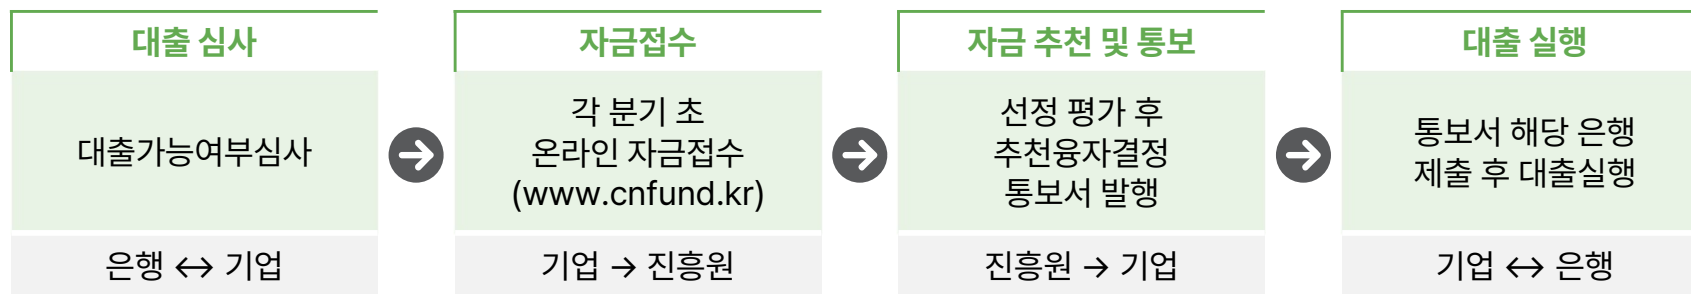 대출 심사
대출가능여부심사
은행 ↔ 기업
자금접수
각 분기 초
온라인 자금접수
(www.cnfund.kr)
기업 → 진흥원
자금 추천 및 통보
선정 평가 후
추천융자결정
통보서 발행
진흥원 → 기업
대출 실행
통보서 해당 은행
제출 후 대출실행
기업 ↔ 은행